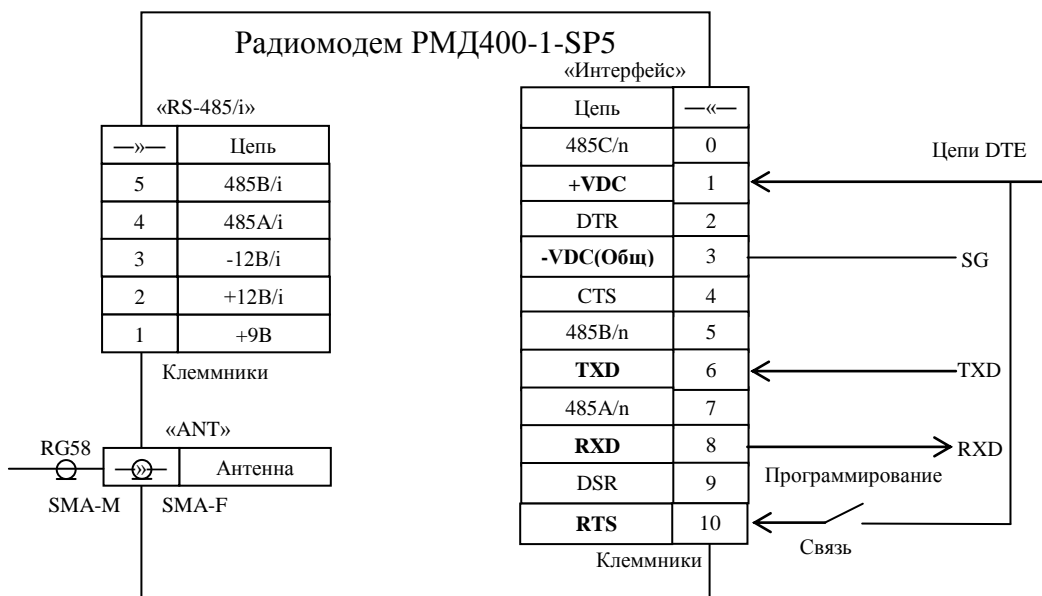 Радиомодем РМД400-1-SP5
«RS-485/i»
—»— Цепь
5 485B/i
4 485A/i
3 -12В/i
2 +12В/i
1 +9В
Клеммники
«ANT»
RG58
—»— Антенна
SMA-M SMA-F
«Интерфейс»
Цепь —«—
485C/n 0
+VDC 1
DTR 2
-VDC(Общ) 3
CTS 4
485B/n 5
TXD 6
485A/n 7
RXD 8
DSR 9
RTS 10
Клеммники
Цепи DTE
SG
TXD
RXD
Программирование
Связь